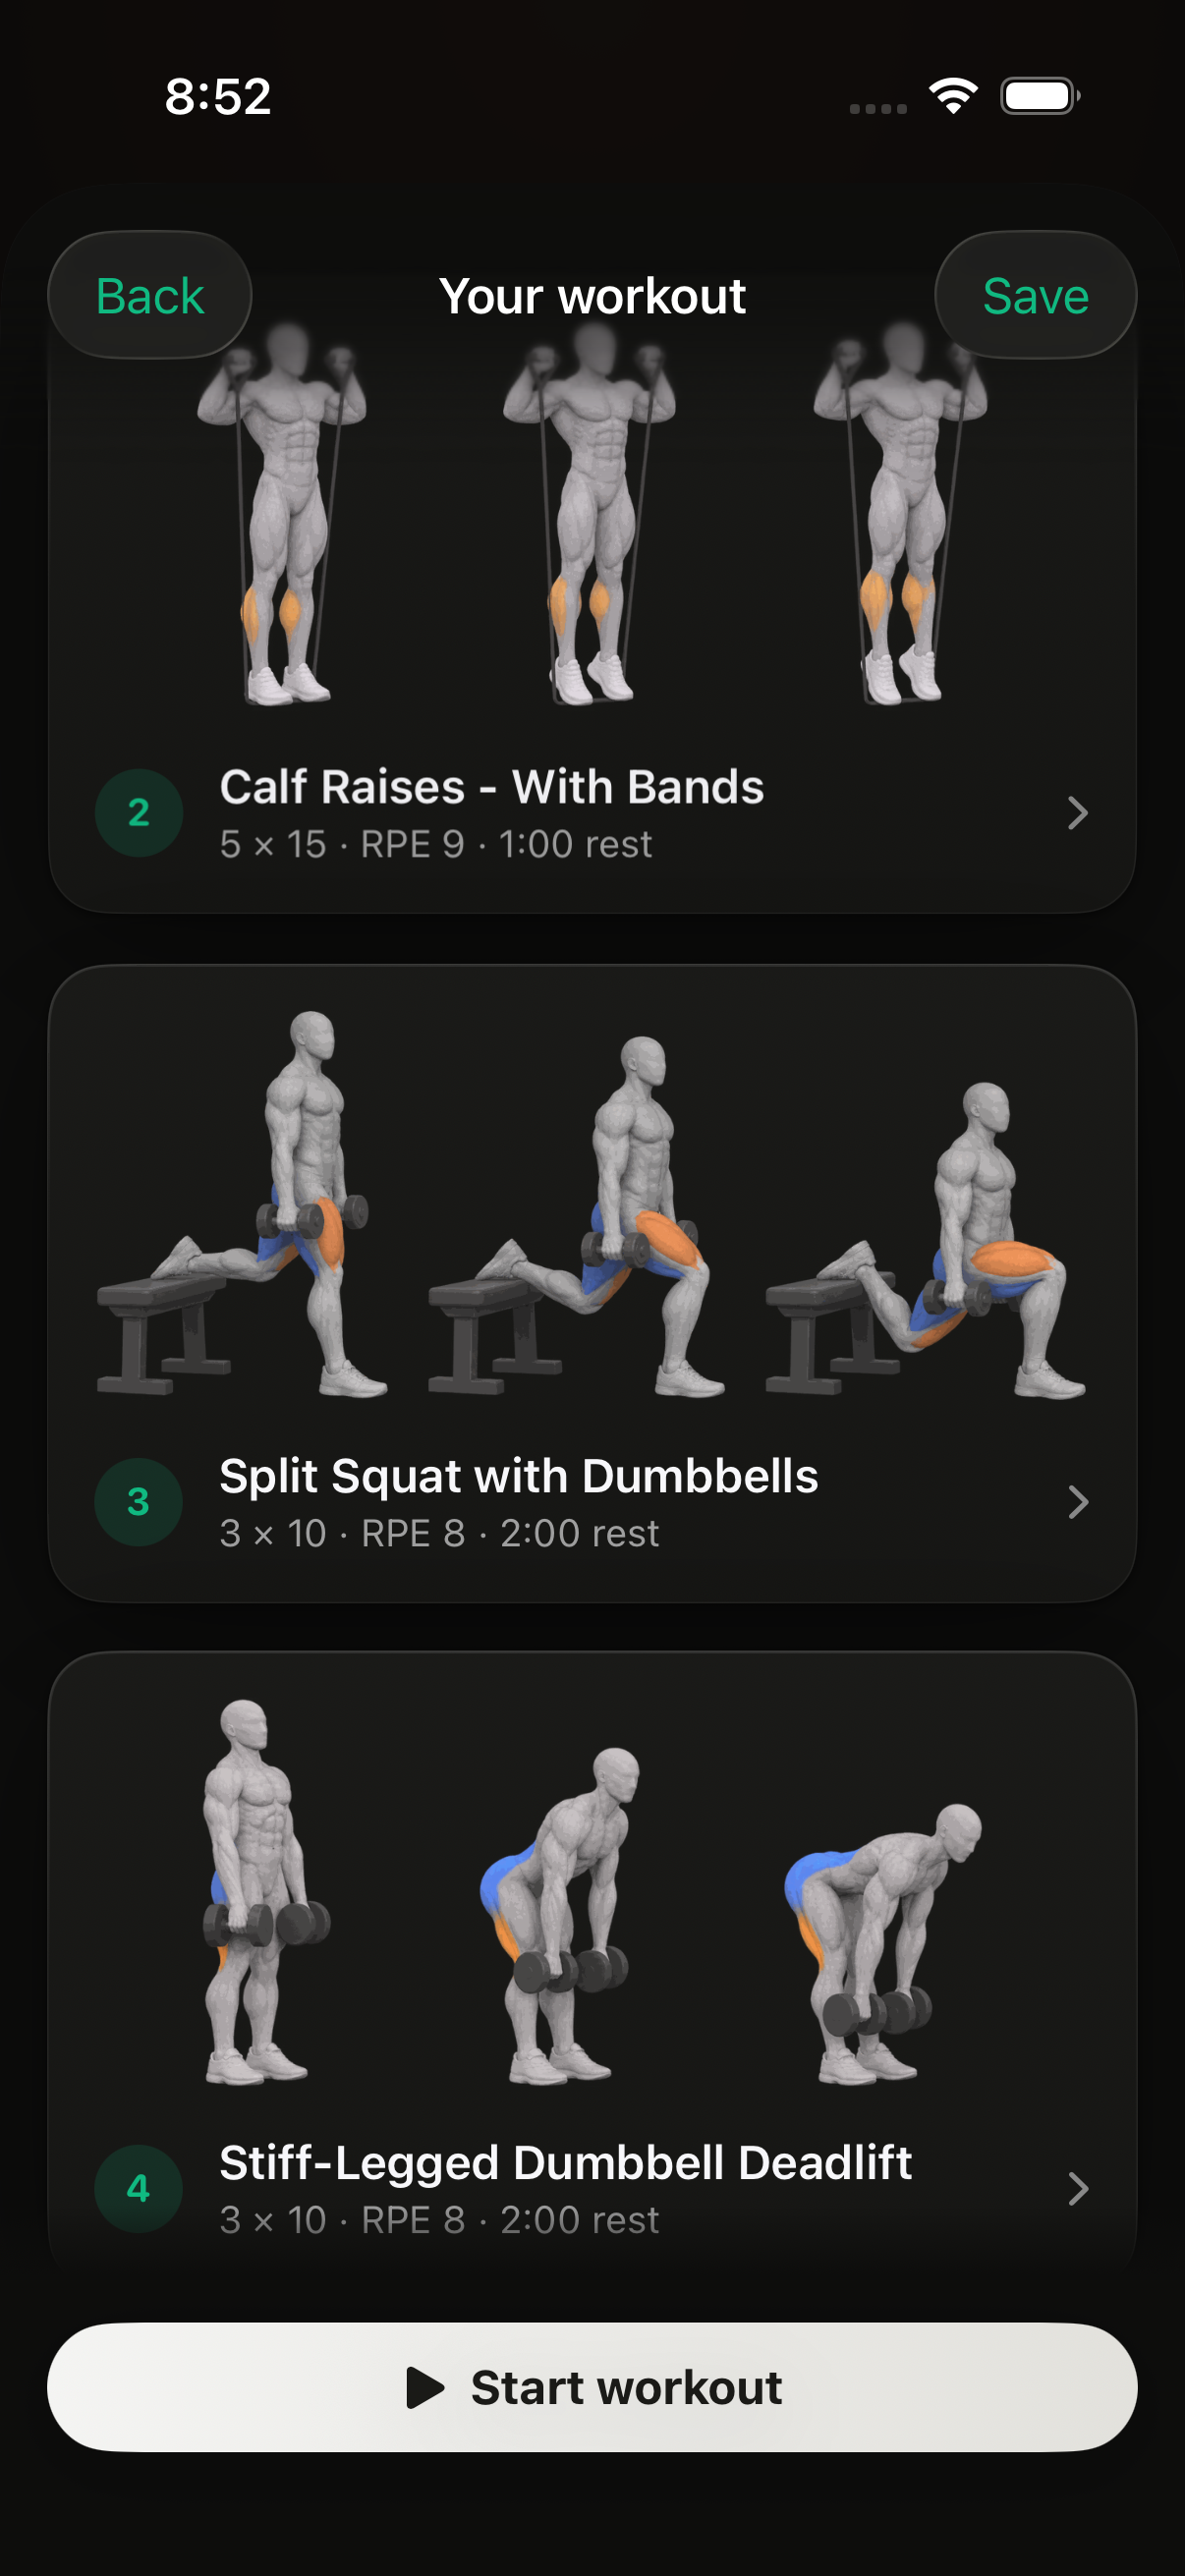 8:52
Back
Your workout
Save
2
Calf Raises - With Bands
5 × 15 · RPE 9 · 1:00 rest
3
Split Squat with Dumbbells
3 × 10 · RPE 8 · 2:00 rest
4
Stiff-Legged Dumbbell Deadlift
3 × 10 · RPE 8 · 2:00 rest
Start workout